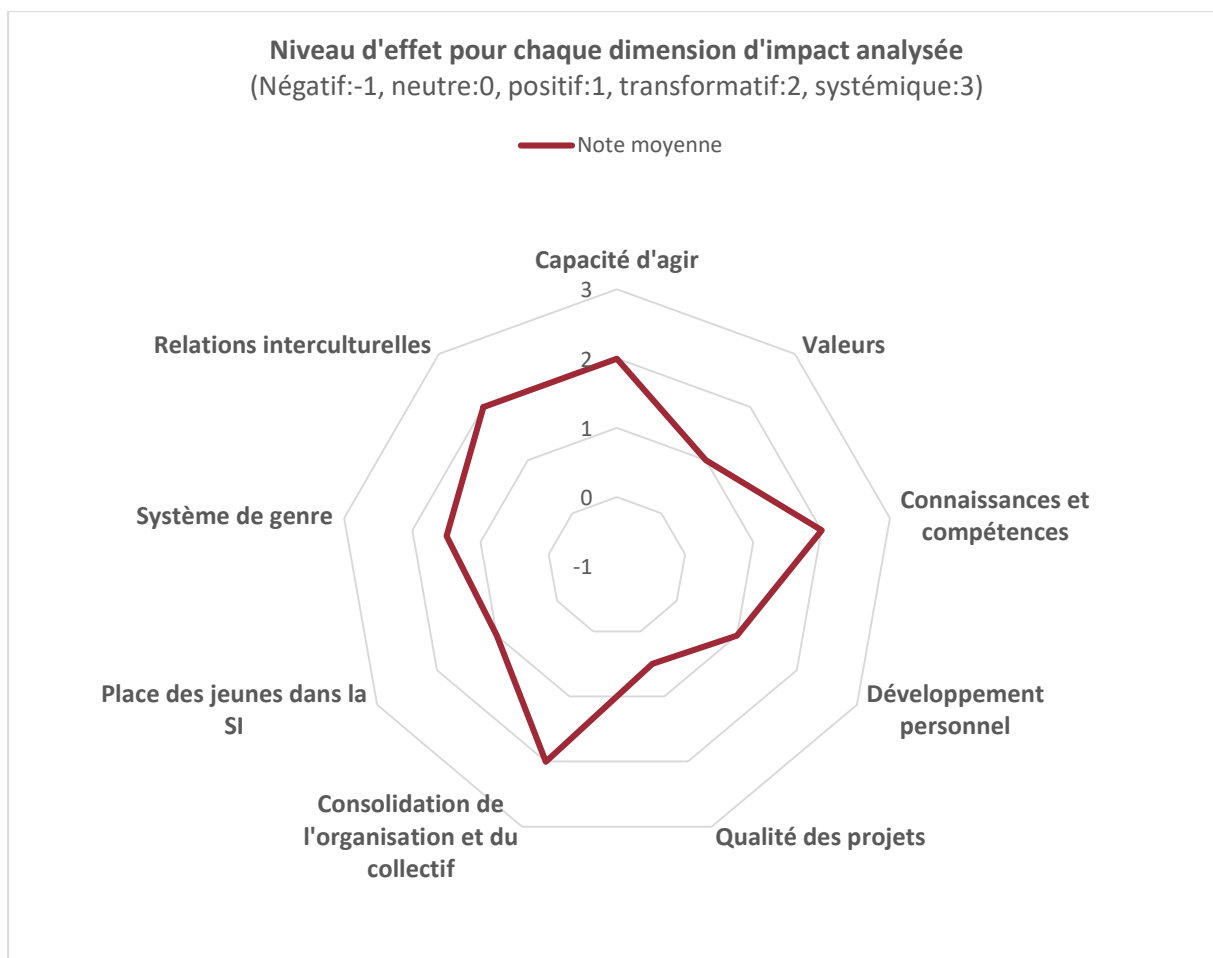 Niveau d'effet pour chaque dimension d'impact analysée
(Négatif:-1, neutre:0, positif:1, transformatif:2, systémique:3)
Note moyenne
Capacité d'agir
3
Relations interculturelles
Valeurs
2
1
0
Connaissances et
compétences
Système de genre
-1
Place des jeunes dans la
SI
Développement
personnel
Consolidation de
l'organisation et du
collectif
Qualité des projets